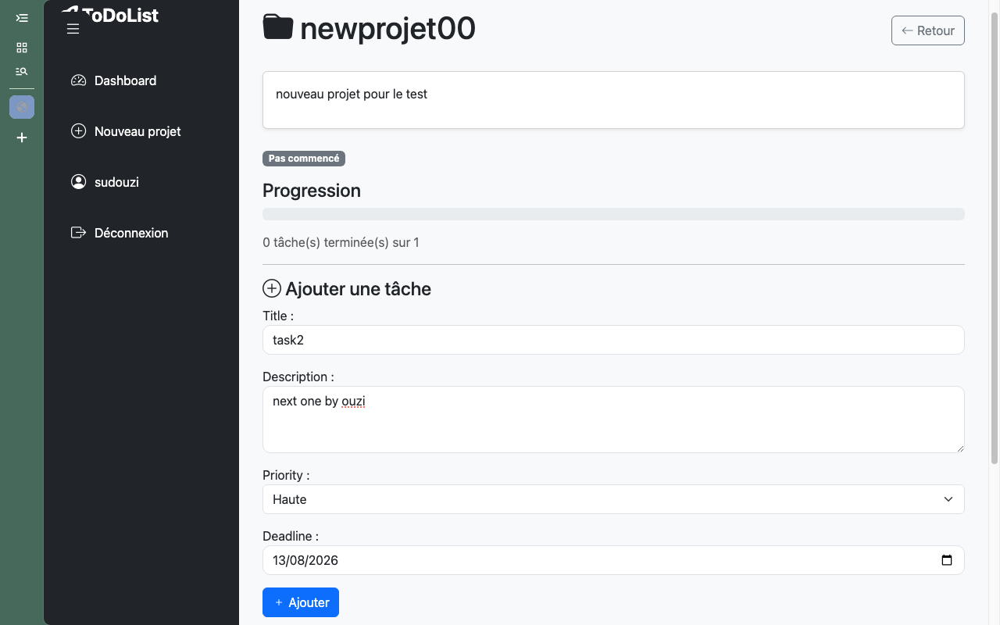 ToDoList
Dashboard
Nouveau projet
sudouzi
Déconnexion
newprojet00
← Retour
nouveau projet pour le test
Pas commencé
Progression
0 tâche(s) terminée(s) sur 1
Ajouter une tâche
Title :
task2
Description :
next one by ouzi
Priority :
Haute
Deadline :
13/08/2026
+ Ajouter